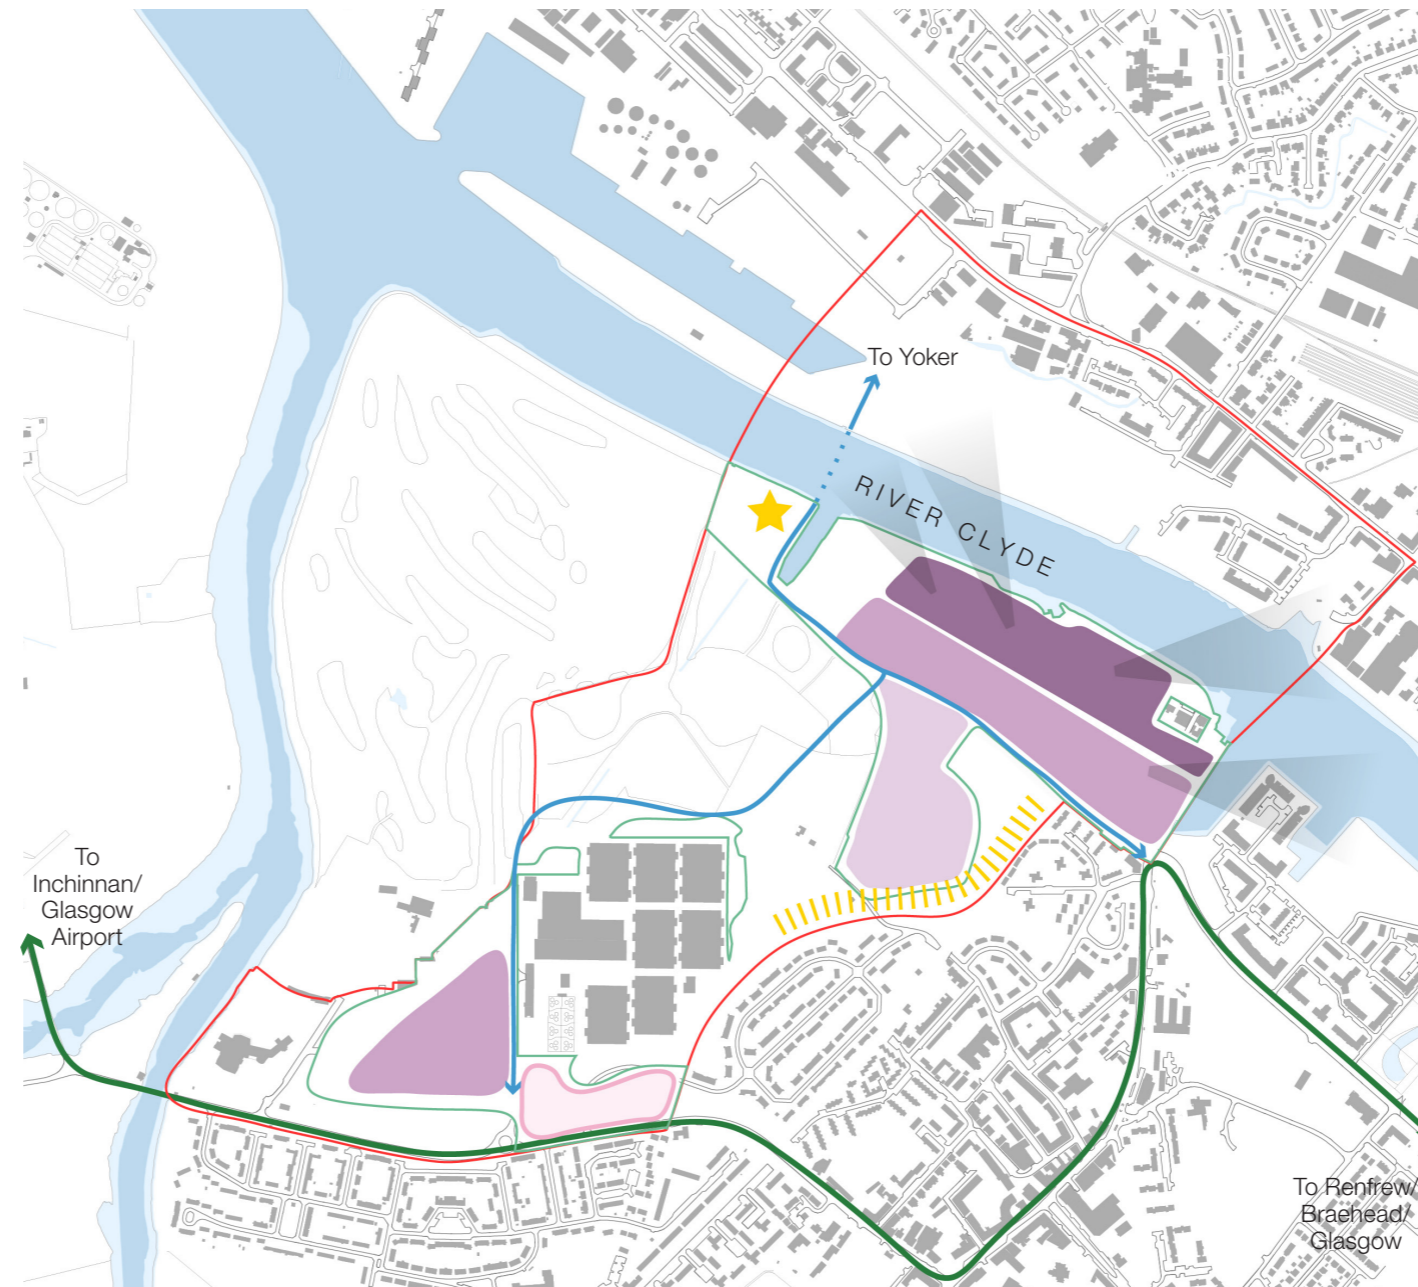 To Yoker
RIVER CLYDE
To
Inchinnan/
Glasgow
Airport
To Renfrew/
Braehead/
Glasgow